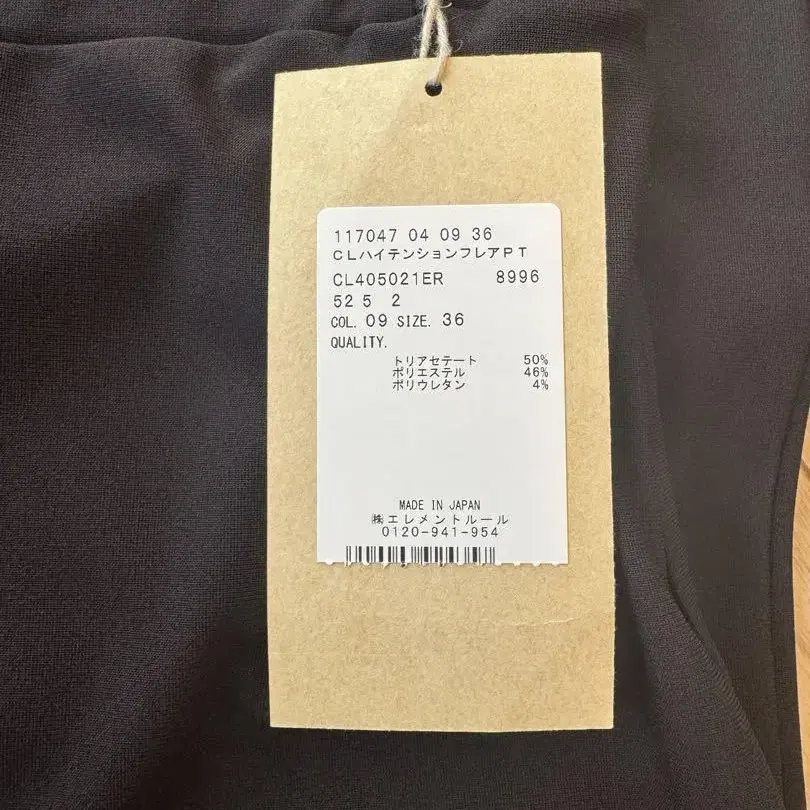 117047 04 09 36
CLハイテンションフレアPT
CL405021ER 8996
52 5 2
COL. 09 SIZE. 36
QUALITY.
トリアセテート 50%
ポリエステル 46%
ポリウレタン 4%
MADE IN JAPAN
㈱エレメントルール
0120-941-954